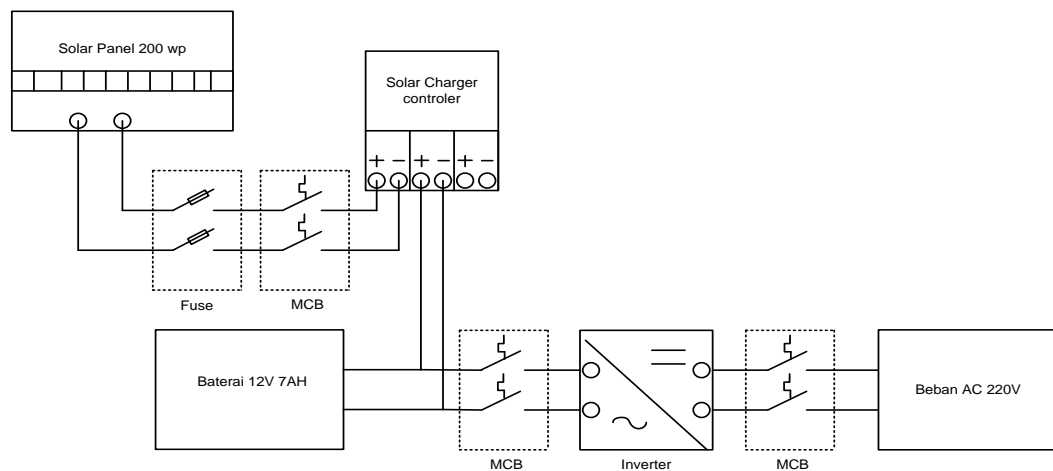 Solar Panel 200 wp
Solar Charger
controler
+ − + − + −
Fuse
MCB
Baterai 12V 7AH
Beban AC 220V
MCB
Inverter
MCB